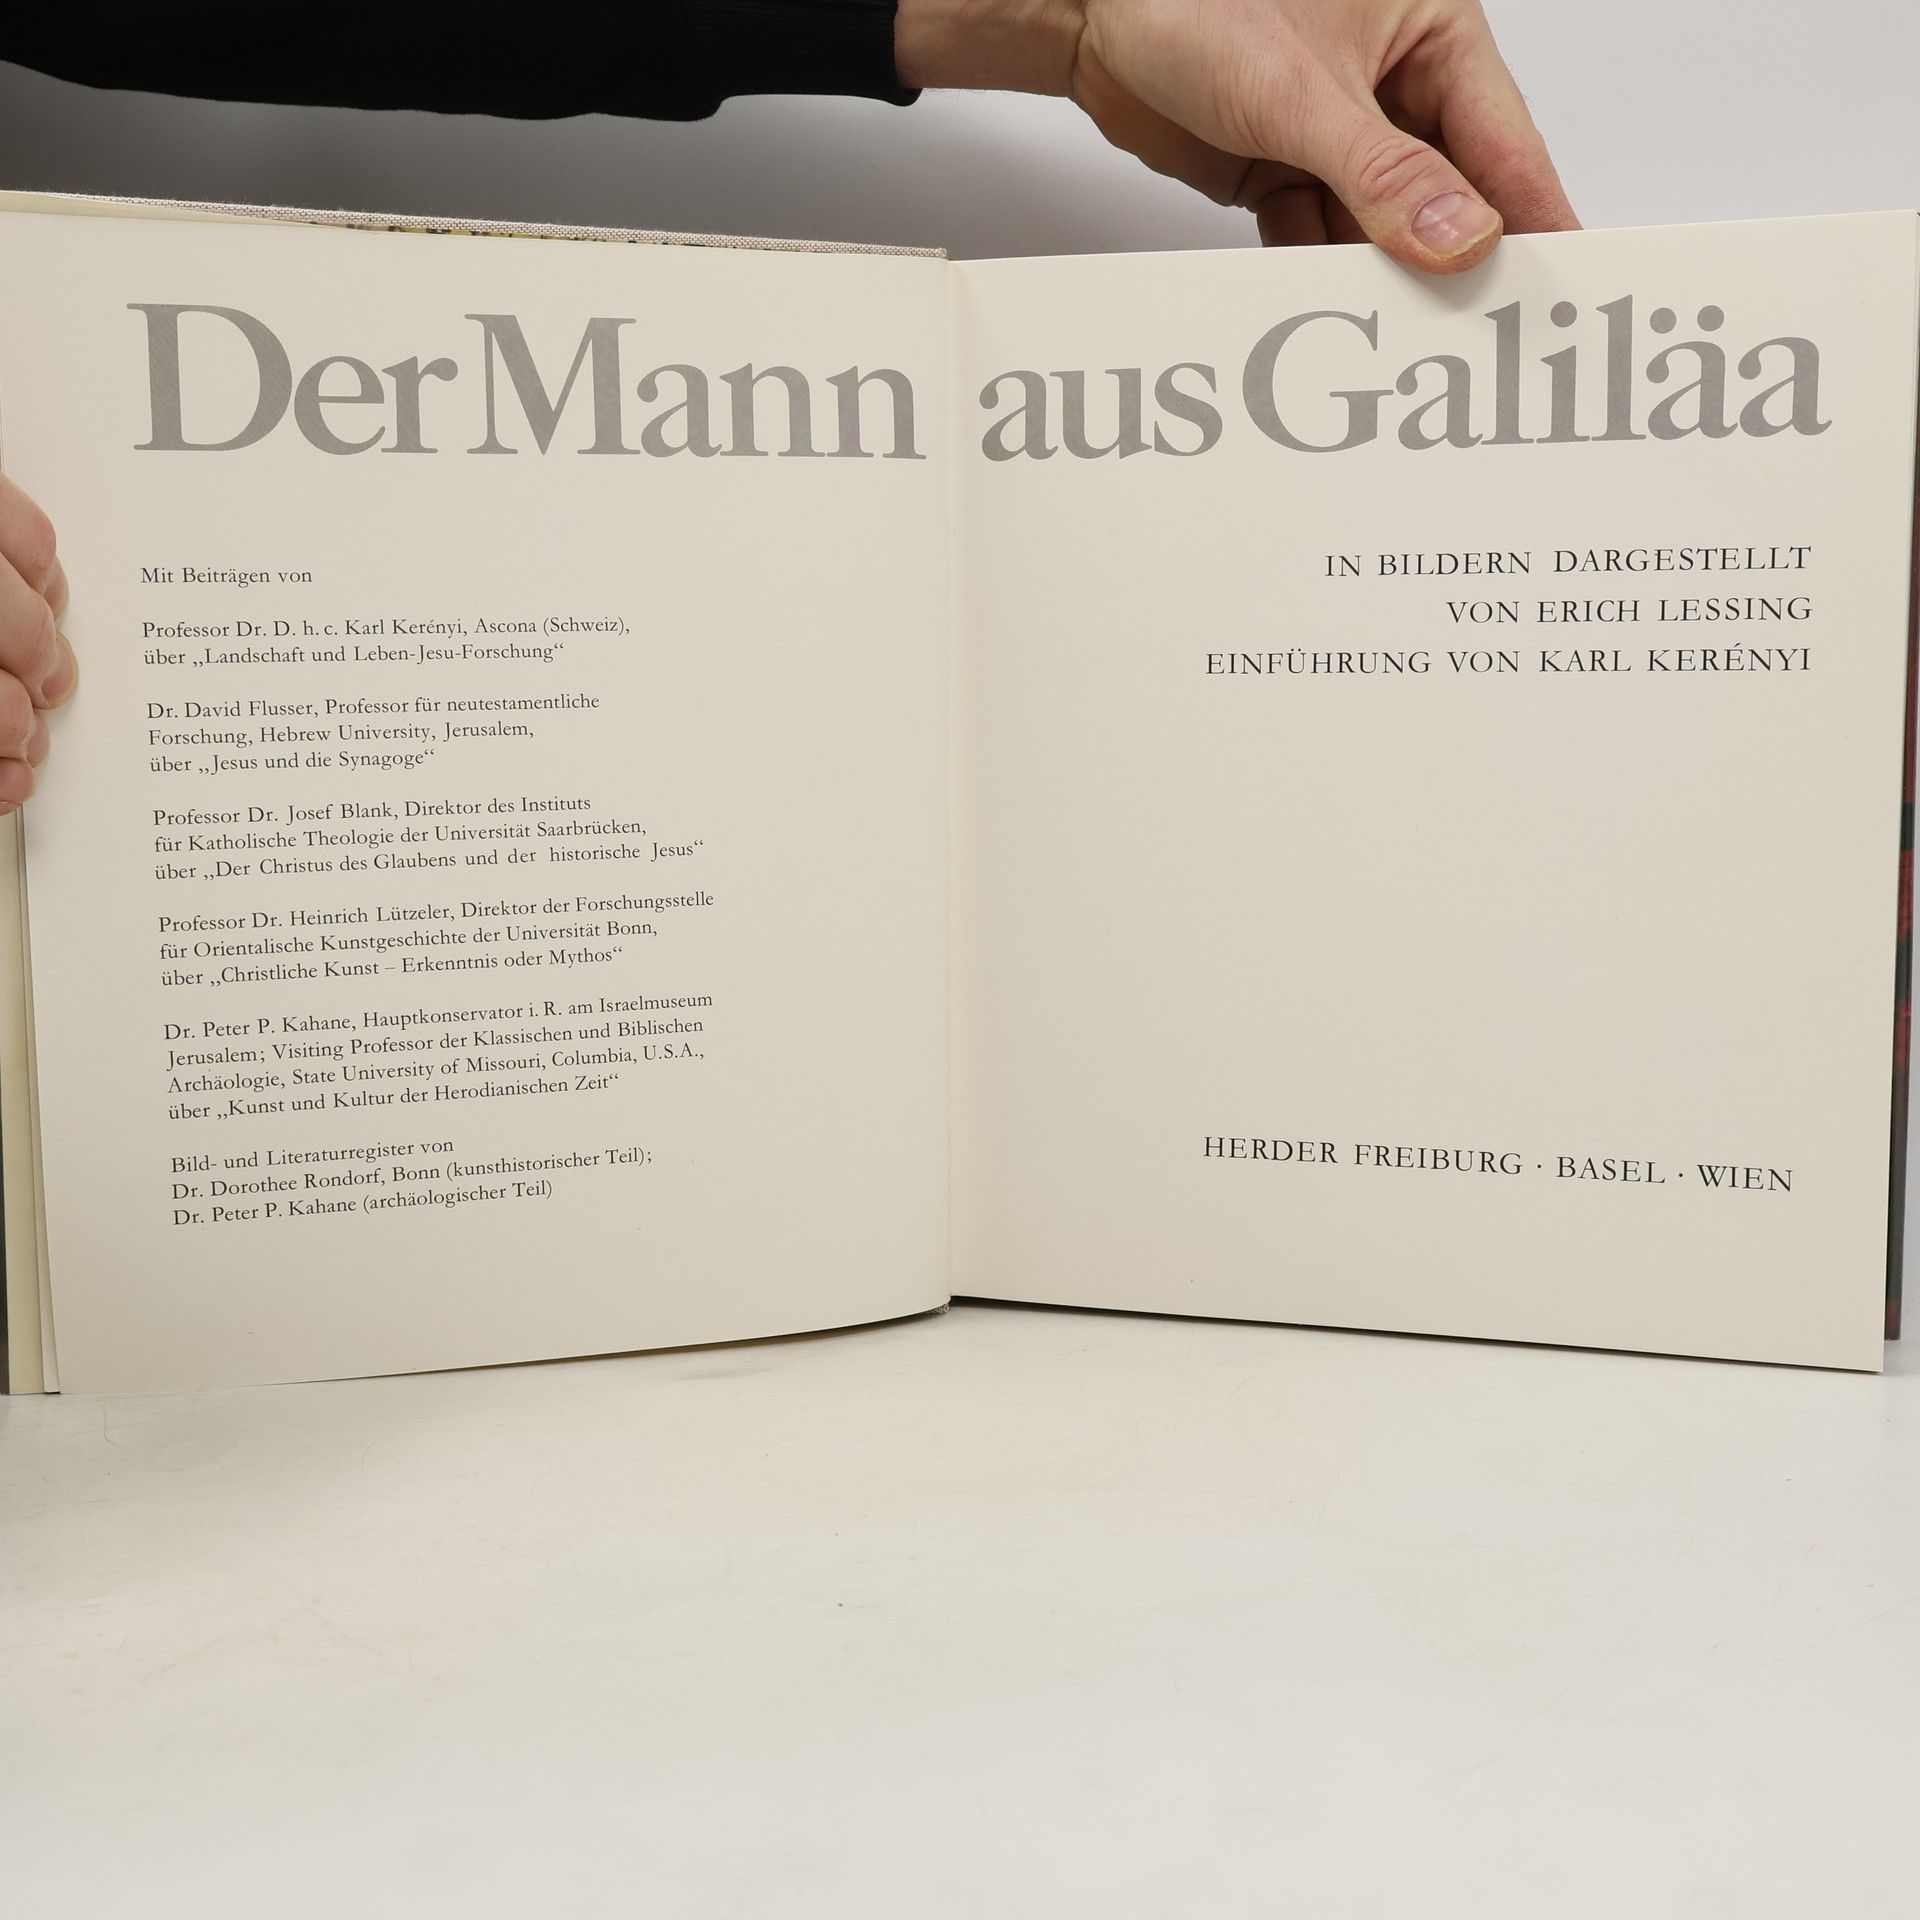 Der Mann aus Galiläa
Mit Beiträgen von
Professor Dr. D. h. c. Karl Kerényi, Ascona (Schweiz),
über „Landschaft und Leben-Jesu-Forschung“
Dr. David Flusser, Professor für neutestamentliche
Forschung, Hebrew University, Jerusalem,
über „Jesus und die Synagoge“
Professor Dr. Josef Blank, Direktor des Instituts
für Katholische Theologie der Universität Saarbrücken,
über „Der Christus des Glaubens und der historische Jesus“
Professor Dr. Heinrich Lützeler, Direktor der Forschungsstelle
für Orientalische Kunstgeschichte der Universität Bonn,
über „Christliche Kunst – Erkenntnis oder Mythos“
Dr. Peter P. Kahane, Hauptkonservator i. R. am Israelmuseum
Jerusalem; Visiting Professor der Klassischen und Biblischen
Archäologie, State University of Missouri, Columbia, U.S.A.,
über „Kunst und Kultur der Herodianischen Zeit“
Bild- und Literaturregister von
Dr. Dorothee Rondorf, Bonn (kunsthistorischer Teil);
Dr. Peter P. Kahane (archäologischer Teil)
IN BILDERN DARGESTELLT
VON ERICH LESSING
EINFÜHRUNG VON KARL KERÉNYI
HERDER FREIBURG · BASEL · WIEN